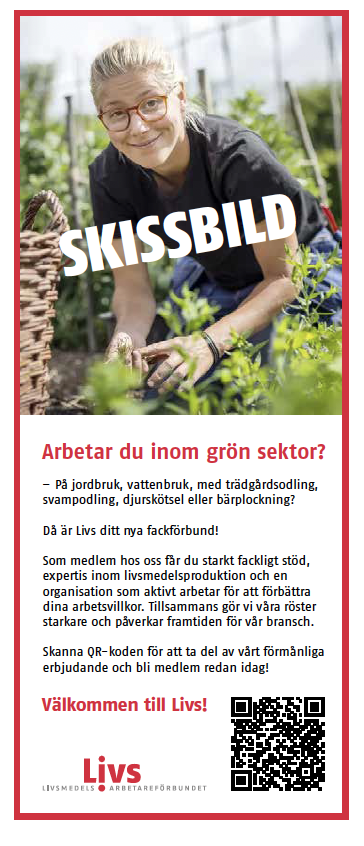 SKISSBILD
Arbetar du inom grön sektor?
– På jordbruk, vattenbruk, med trädgårdsodling,
svampodling, djurskötsel eller bärplockning?
Då är Livs ditt nya fackförbund!
Som medlem hos oss får du starkt fackligt stöd,
expertis inom livsmedelsproduktion och en
organisation som aktivt arbetar för att förbättra
dina arbetsvillkor. Tillsammans gör vi våra röster
starkare och påverkar framtiden för vår bransch.
Skanna QR-koden för att ta del av vårt förmånliga
erbjudande och bli medlem redan idag!
Välkommen till Livs!
Livs
LIVSMEDELS ARBETAREFÖRBUNDET